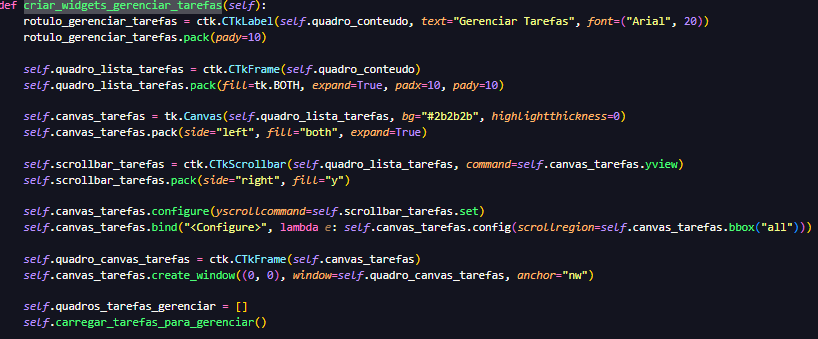 def criar_widgets_gerenciar_tarefas(self):
    rotulo_gerenciar_tarefas = ctk.CTkLabel(self.quadro_conteudo, text="Gerenciar Tarefas", font=("Arial", 20))
    rotulo_gerenciar_tarefas.pack(pady=10)

    self.quadro_lista_tarefas = ctk.CTkFrame(self.quadro_conteudo)
    self.quadro_lista_tarefas.pack(fill=tk.BOTH, expand=True, padx=10, pady=10)

    self.canvas_tarefas = tk.Canvas(self.quadro_lista_tarefas, bg="#2b2b2b", highlightthickness=0)
    self.canvas_tarefas.pack(side="left", fill="both", expand=True)

    self.scrollbar_tarefas = ctk.CTkScrollbar(self.quadro_lista_tarefas, command=self.canvas_tarefas.yview)
    self.scrollbar_tarefas.pack(side="right", fill="y")

    self.canvas_tarefas.configure(yscrollcommand=self.scrollbar_tarefas.set)
    self.canvas_tarefas.bind("<Configure>", lambda e: self.canvas_tarefas.config(scrollregion=self.canvas_tarefas.bbox("all")))

    self.quadro_canvas_tarefas = ctk.CTkFrame(self.canvas_tarefas)
    self.canvas_tarefas.create_window((0, 0), window=self.quadro_canvas_tarefas, anchor="nw")

    self.quadros_tarefas_gerenciar = []
    self.carregar_tarefas_para_gerenciar()